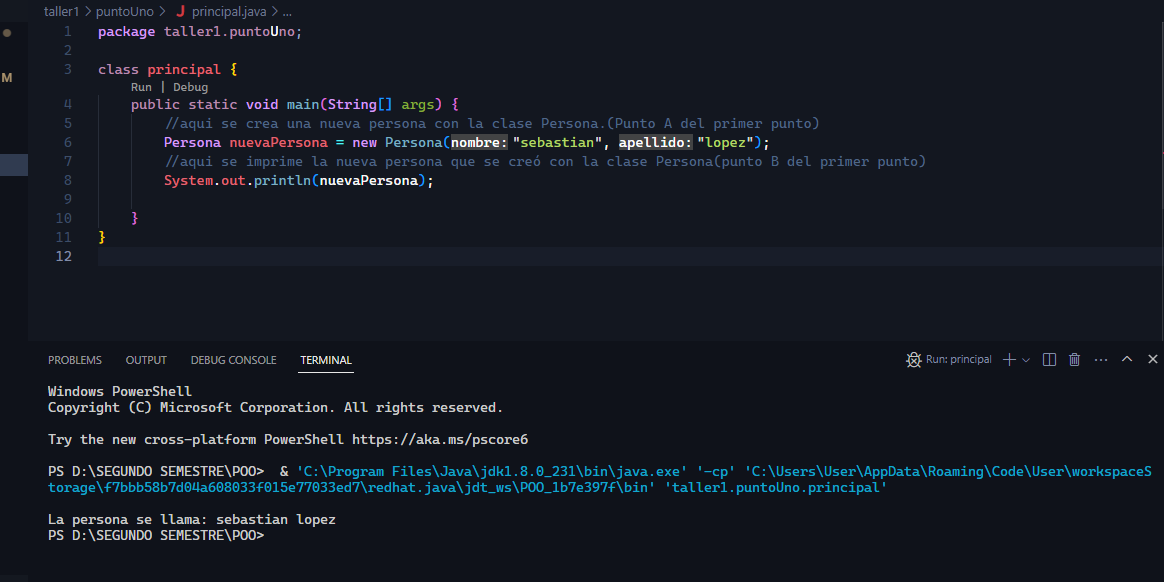 taller1 > puntoUno > J principal.java > ...
1 package taller1.puntoUno;
2
3 class principal {
Run | Debug
4 public static void main(String[] args) {
5 //aqui se crea una nueva persona con la clase Persona.(Punto A del primer punto)
6 Persona nuevaPersona = new Persona(nombre:"sebastian", apellido:"lopez");
7 //aqui se imprime la nueva persona que se creó con la clase Persona(punto B del primer punto)
8 System.out.println(nuevaPersona);
9
10 }
11 }
12
M
PROBLEMS OUTPUT DEBUG CONSOLE TERMINAL Run: principal
Windows PowerShell
Copyright (C) Microsoft Corporation. All rights reserved.
Try the new cross-platform PowerShell https://aka.ms/pscore6
PS D:\SEGUNDO SEMESTRE\POO> & 'C:\Program Files\Java\jdk1.8.0_231\bin\java.exe' '-cp' 'C:\Users\User\AppData\Roaming\Code\User\workspaceS
torage\f7bbb58b7d04a608033f015e77033ed7\redhat.java\jdt_ws\POO_1b7e397f\bin' 'taller1.puntoUno.principal'
La persona se llama: sebastian lopez
PS D:\SEGUNDO SEMESTRE\POO>